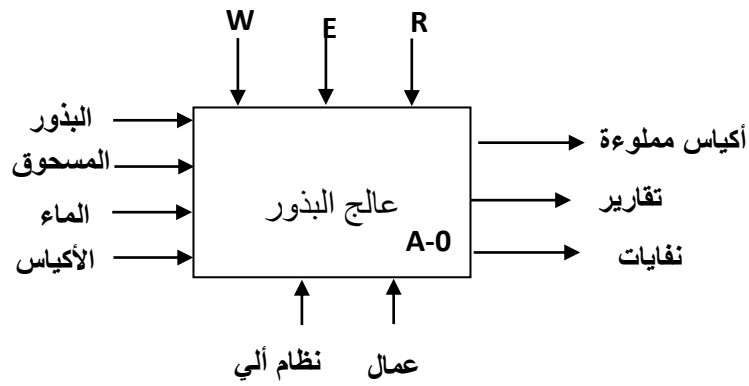 W E R
البذور
المسحوق
الماء
الأكياس
عالج البذور
A-0
أكياس مملوءة
تقارير
نفايات
نظام ألي
عمال